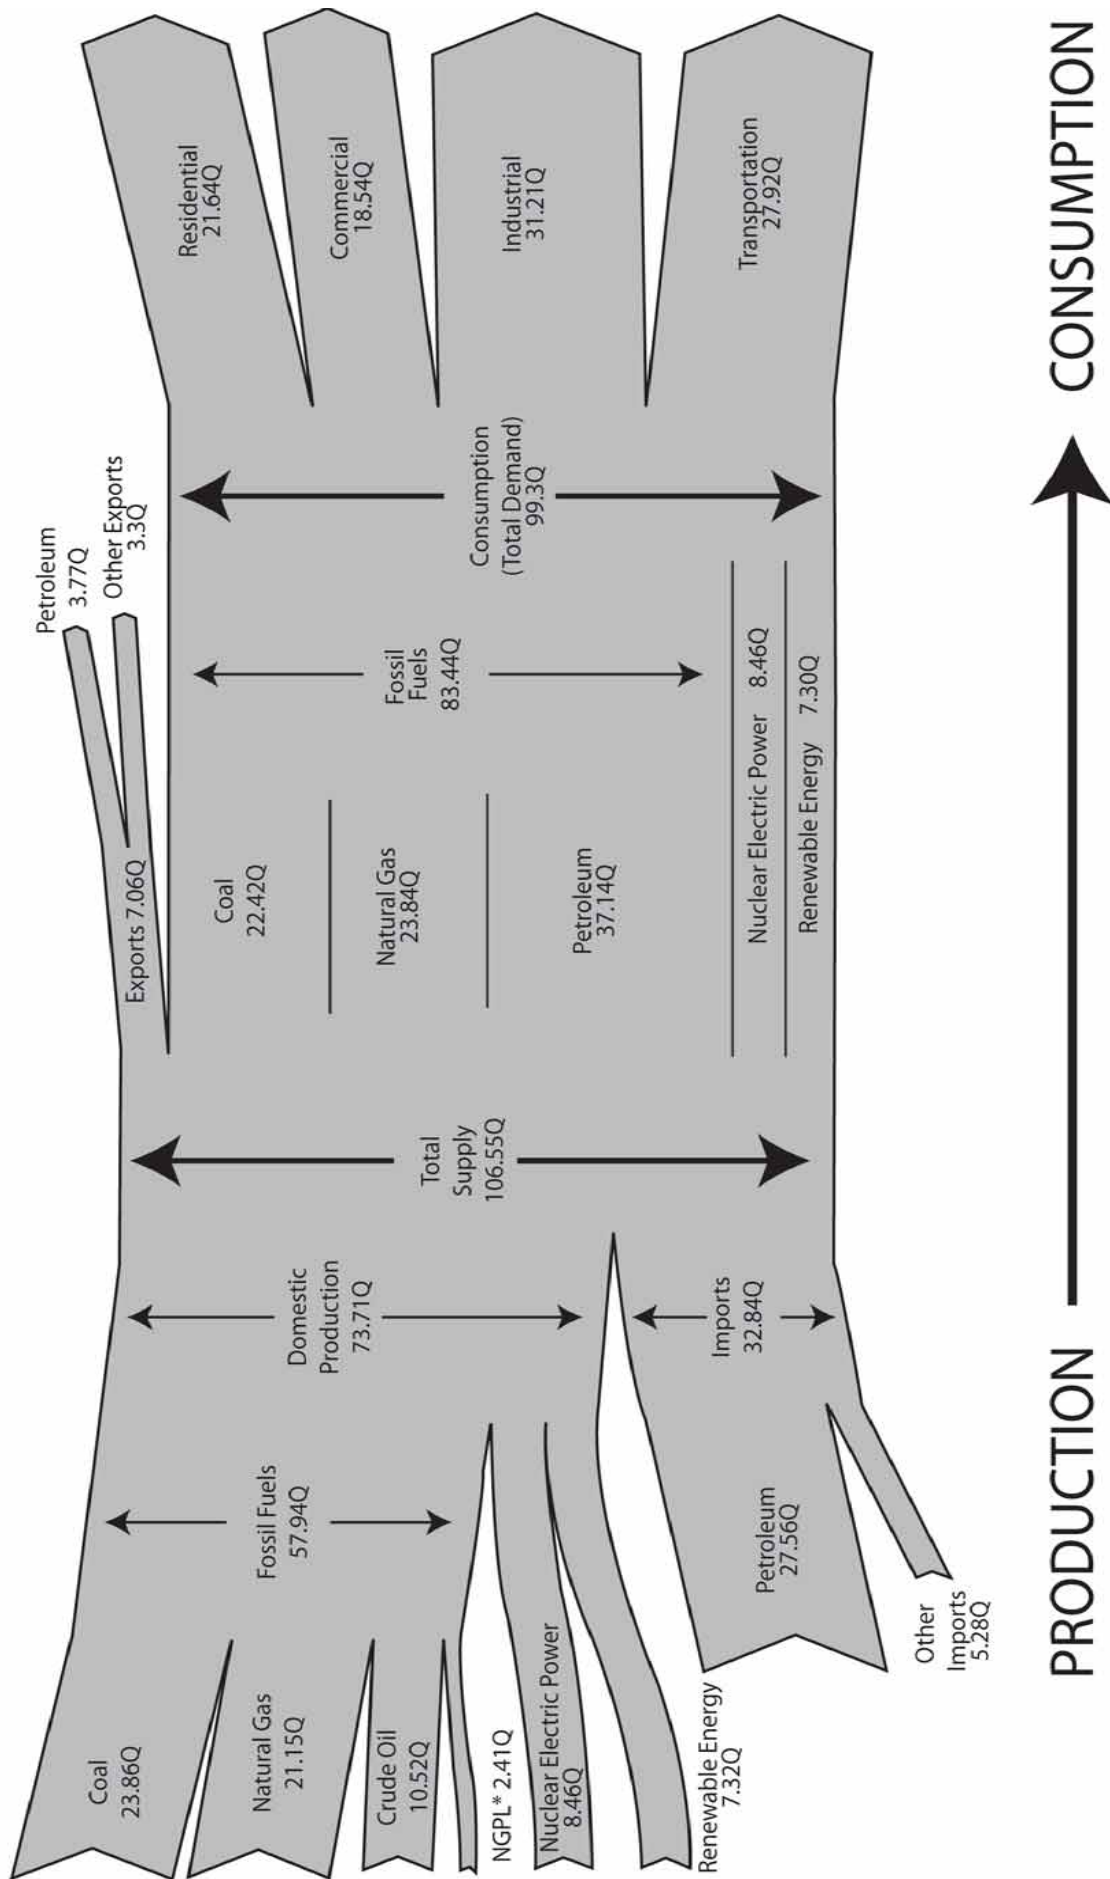 Coal
23.86Q
Natural Gas
21.15Q
Crude Oil
10.52Q
NGPL* 2.41Q
Nuclear Electric Power
8.46Q
Renewable Energy
7.32Q
Petroleum
27.56Q
Other
Imports
5.28Q
Fossil Fuels
57.94Q
Domestic
Production
73.71Q
Imports
32.84Q
Total
Supply
106.55Q
Exports 7.06Q
Petroleum
3.77Q
Other Exports
3.3Q
Coal
22.42Q
Natural Gas
23.84Q
Petroleum
37.14Q
Nuclear Electric Power 8.46Q
Renewable Energy 7.30Q
Fossil
Fuels
83.44Q
Consumption
(Total Demand)
99.3Q
Residential
21.64Q
Commercial
18.54Q
Industrial
31.21Q
Transportation
27.92Q
PRODUCTION
CONSUMPTION